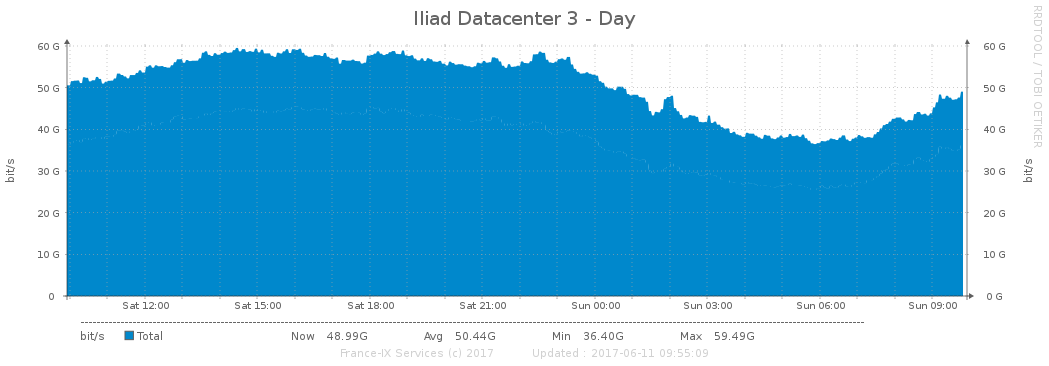 Iliad Datacenter 3 - Day
RRDTOOL / TOBI OETIKER
60 G 60 G
50 G 50 G
40 G 40 G
30 G 30 G
20 G 20 G
10 G 10 G
0 0 G
bit/s bit/s
Sat 12:00 Sat 15:00 Sat 18:00 Sat 21:00 Sun 00:00 Sun 03:00 Sun 06:00 Sun 09:00
bit/s Total Now 48.99G Avg 50.44G Min 36.40G Max 59.49G
France-IX Services (c) 2017 Updated : 2017-06-11 09:55:09